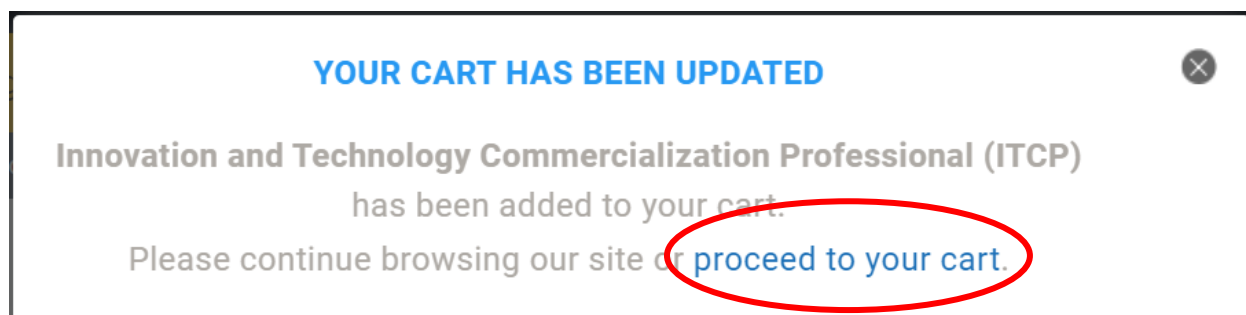 YOUR CART HAS BEEN UPDATED
Innovation and Technology Commercialization Professional (ITCP)
has been added to your cart.
Please continue browsing our site or proceed to your cart.